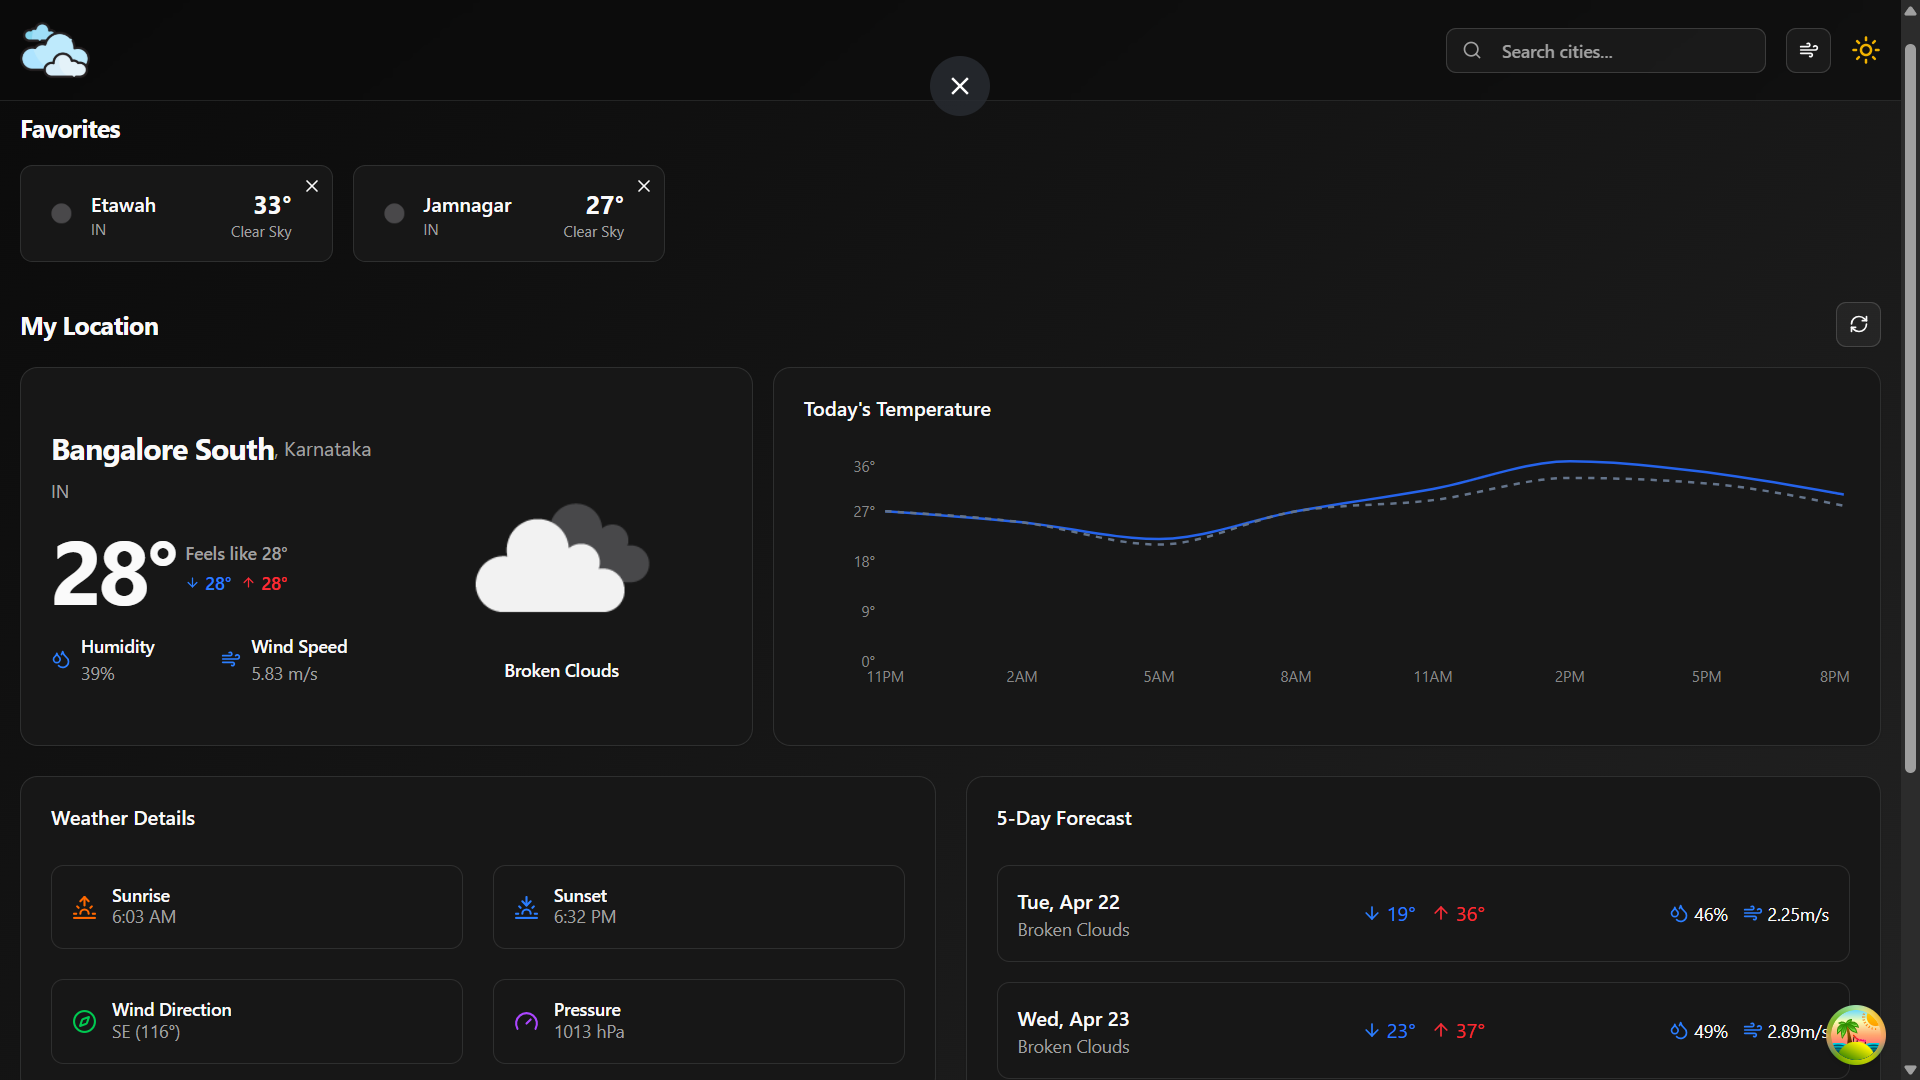 Search cities...
Favorites
Etawah
IN
33°
Clear Sky
Jamnagar
IN
27°
Clear Sky
My Location
Bangalore South, Karnataka
IN
28°
Feels like 28°
↓ 28° ↑ 28°
Humidity
39%
Wind Speed
5.83 m/s
Broken Clouds
Today's Temperature
36°
27°
18°
9°
0°
11PM 2AM 5AM 8AM 11AM 2PM 5PM 8PM
Weather Details
Sunrise
6:03 AM
Sunset
6:32 PM
Wind Direction
SE (116°)
Pressure
1013 hPa
5-Day Forecast
Tue, Apr 22
Broken Clouds
↓ 19° ↑ 36°
46% 2.25m/s
Wed, Apr 23
Broken Clouds
↓ 23° ↑ 37°
49% 2.89m/s